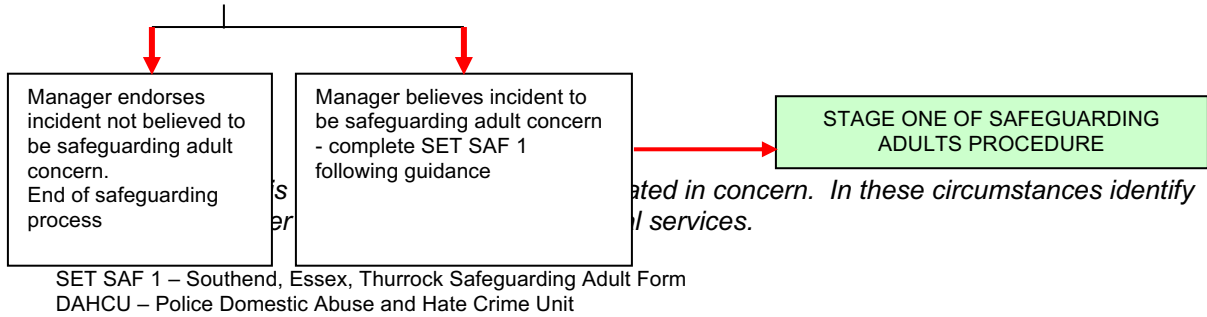 Manager endorses
incident not believed to
be safeguarding adult
concern.
End of safeguarding
process
Manager believes incident to
be safeguarding adult concern
- complete SET SAF 1
following guidance
STAGE ONE OF SAFEGUARDING
ADULTS PROCEDURE
is ated in concern.  In these circumstances identify
er l services.
SET SAF 1 – Southend, Essex, Thurrock Safeguarding Adult Form
DAHCU – Police Domestic Abuse and Hate Crime Unit